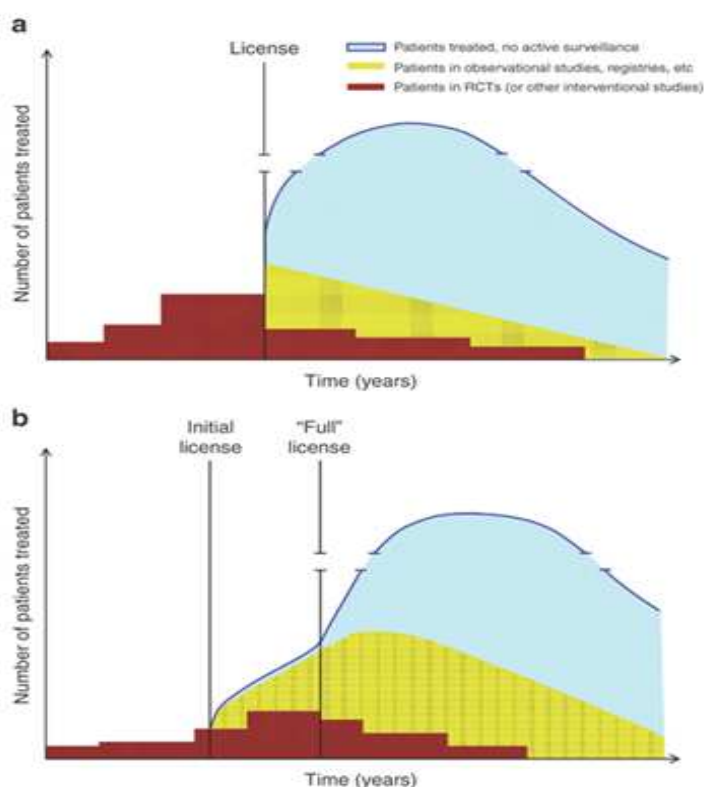 a
License
Patients treated, no active surveillance
Patients in observational studies, registries, etc
Patients in RCTs (or other interventional studies)
Number of patients treated
Time (years)
b
Initial
license
“Full”
license
Number of patients treated
Time (years)